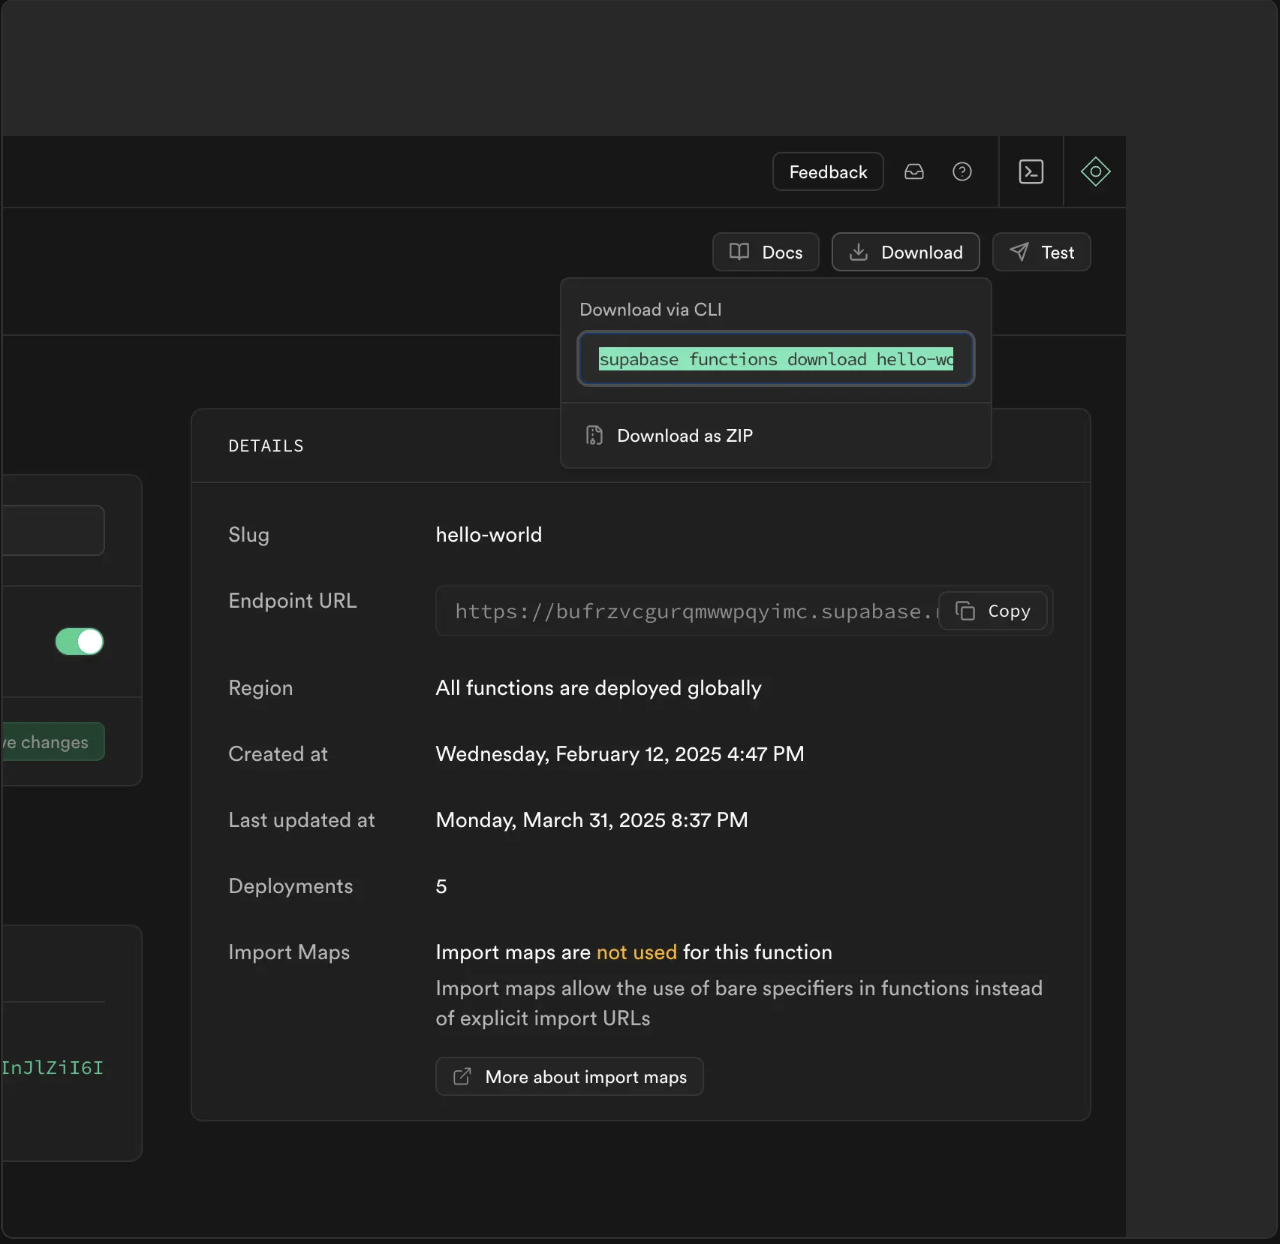 Feedback
Docs
Download
Test
Download via CLI
supabase functions download hello-wo
Download as ZIP
DETAILS
Slug
hello-world
Endpoint URL
https://bufrzvcgurqmwwpqyimc.supabase.
Copy
Region
All functions are deployed globally
Created at
Wednesday, February 12, 2025 4:47 PM
Last updated at
Monday, March 31, 2025 8:37 PM
Deployments
5
Import Maps
Import maps are not used for this function
Import maps allow the use of bare specifiers in functions instead
of explicit import URLs
More about import maps
ve changes
InJlZiI6I